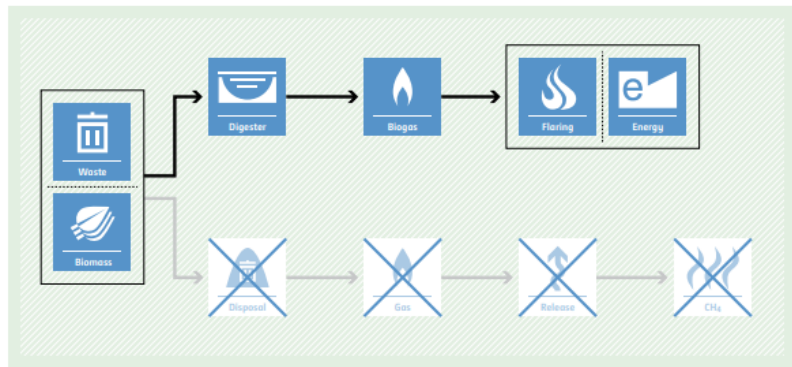 Waste
Biomass
Digester
Biogas
Flaring
e
Energy
Disposal
Gas
Release
CH₄